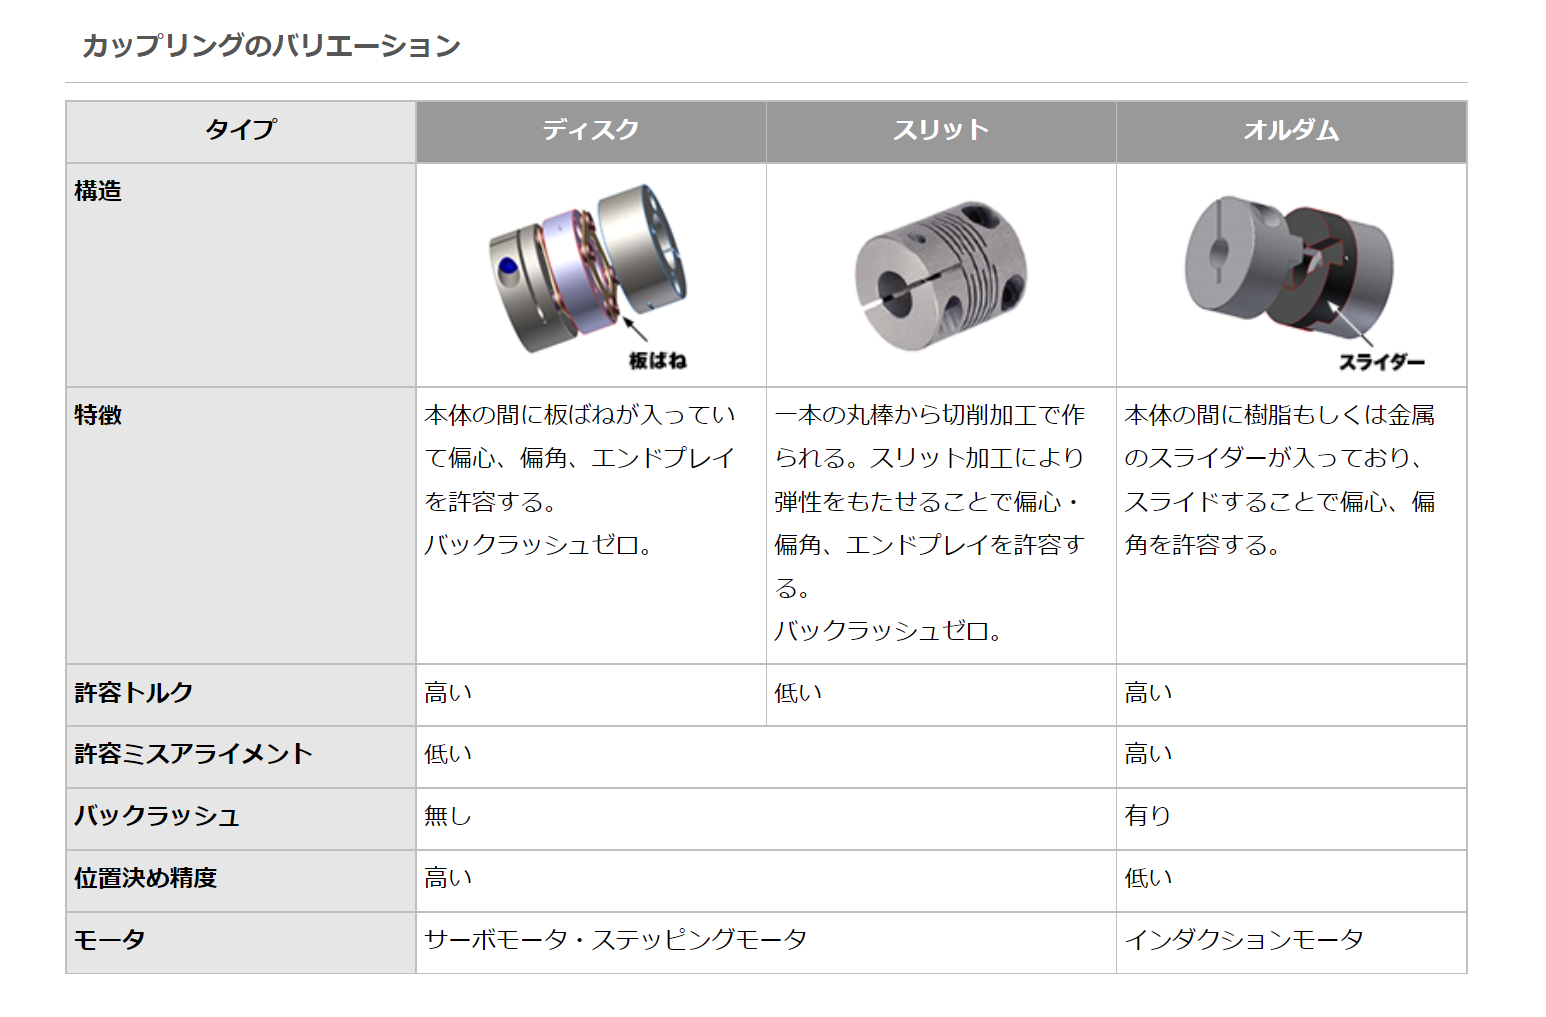 カップリングのバリエーション
タイプ
ディスク
スリット
オルダム
構造
板ばね
スライダー
特徴
本体の間に板ばねが入ってい
て偏心、偏角、エンドプレイ
を許容する。
バックラッシュゼロ。
一本の丸棒から切削加工で作
られる。スリット加工により
弾性をもたせることで偏心・
偏角、エンドプレイを許容す
る。
バックラッシュゼロ。
本体の間に樹脂もしくは金属
のスライダーが入っており、
スライドすることで偏心、偏
角を許容する。
許容トルク
高い
低い
高い
許容ミスアライメント
低い
高い
バックラッシュ
無し
有り
位置決め精度
高い
低い
モータ
サーボモータ・ステッピングモータ
インダクションモータ